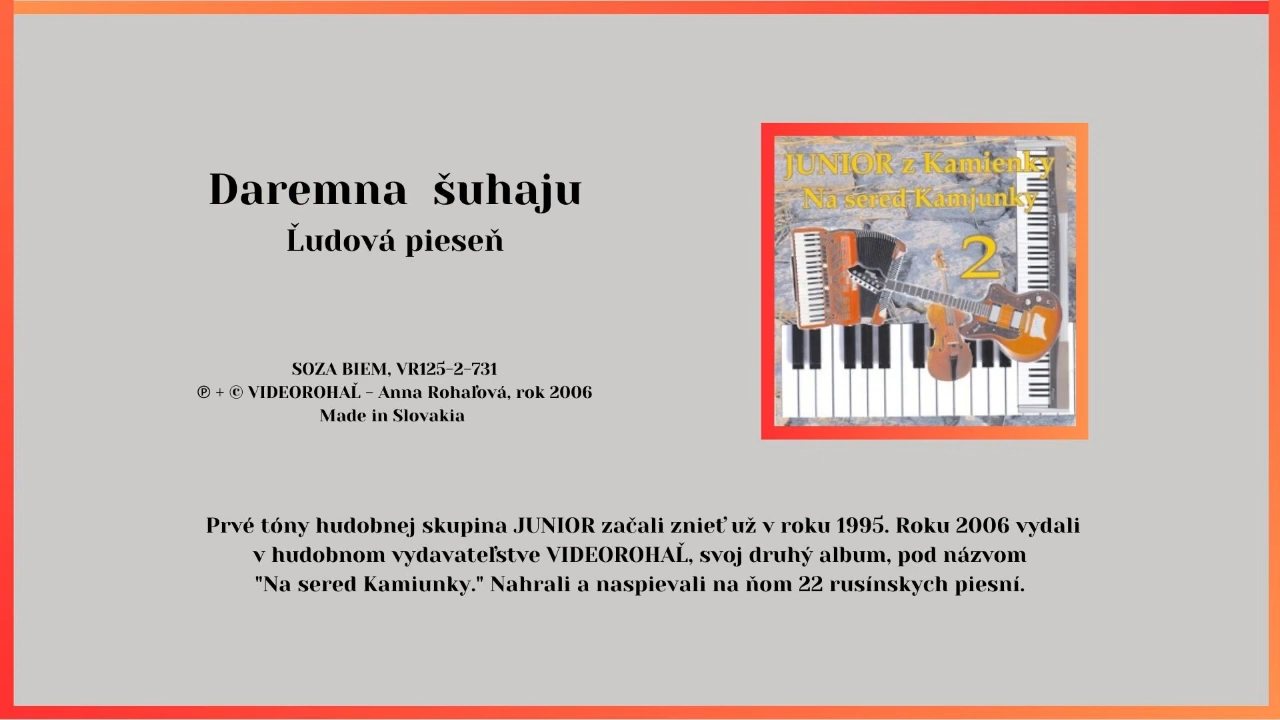 Daremna šuhaju
Ľudová pieseň
SOZA BIEM, VR125-2-731
℗ + © VIDEOROHAĽ - Anna Rohaľová, rok 2006
Made in Slovakia
JUNIOR z Kamienky
Na sered Kamjunky
2
Prvé tóny hudobnej skupina JUNIOR začali znieť už v roku 1995. Roku 2006 vydali
v hudobnom vydavateľstve VIDEOROHAĽ, svoj druhý album, pod názvom
"Na sered Kamiunky." Nahrali a naspievali na ňom 22 rusínskych piesní.